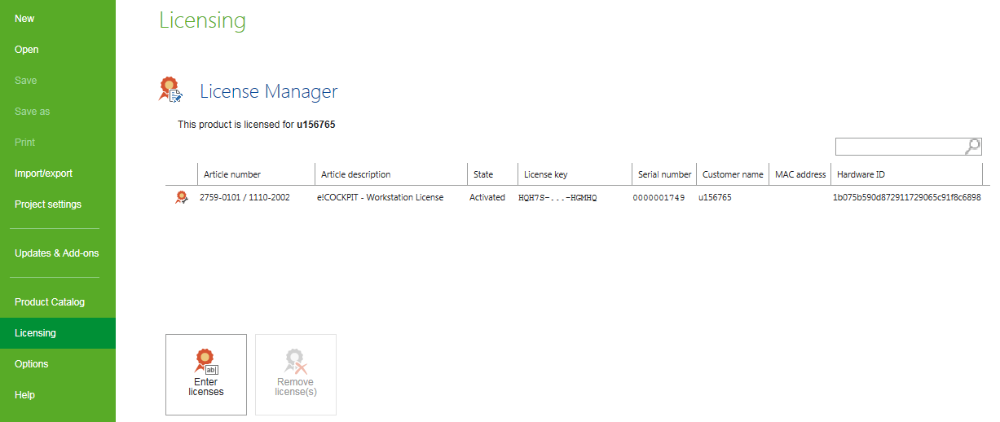 New
Open
Save
Save as
Print
Import/export
Project settings
Updates & Add-ons
Product Catalog
Licensing
Options
Help
Licensing
License Manager
This product is licensed for u156765
Article number Article description State License key Serial number Customer name MAC address Hardware ID
2759-0101 / 1110-2002 e!COCKPIT - Workstation License Activated HQH7S-...-HGMHQ 0000001749 u156765 1b075b590d872911729065c91f8c6898
ab|
Enter
licenses
Remove
license(s)